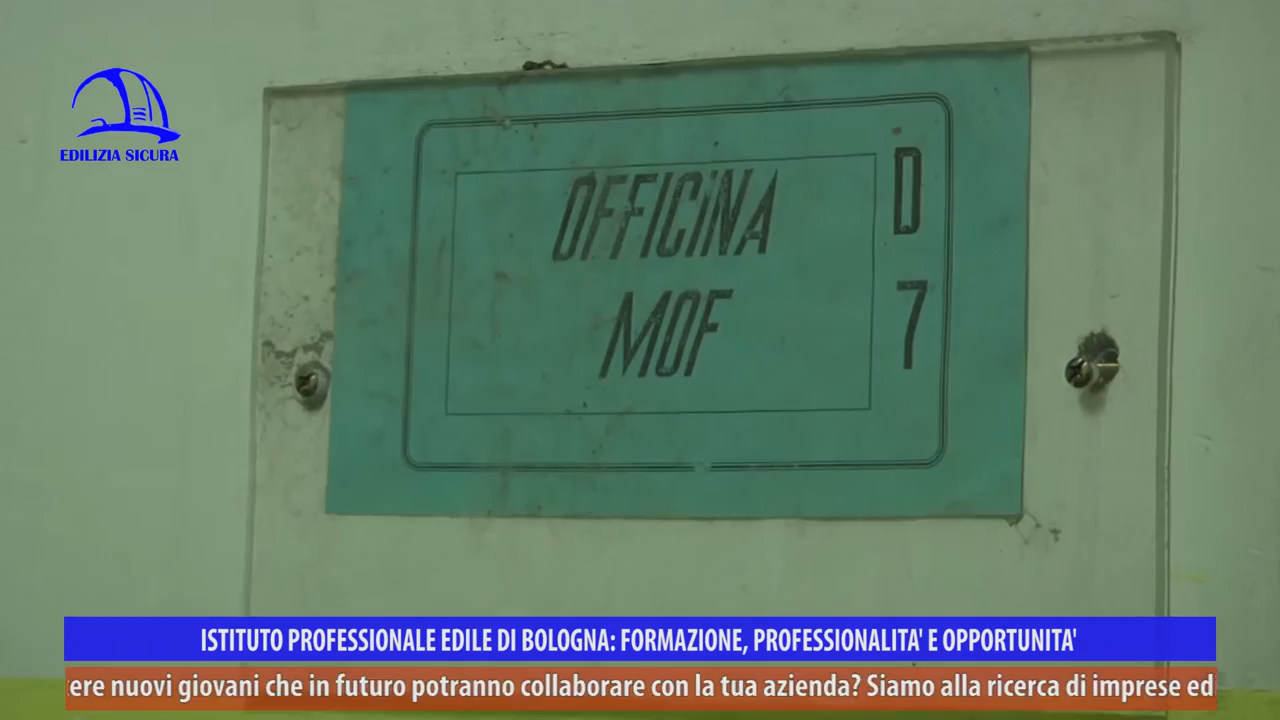 EDILIZIA SICURA
OFFICiNA
MOF
D
7
ISTITUTO PROFESSIONALE EDILE DI BOLOGNA: FORMAZIONE, PROFESSIONALITA' E OPPORTUNITA'
nuovi giovani che in futuro potranno collaborare con la tua azienda? Siamo alla ricerca di imprese